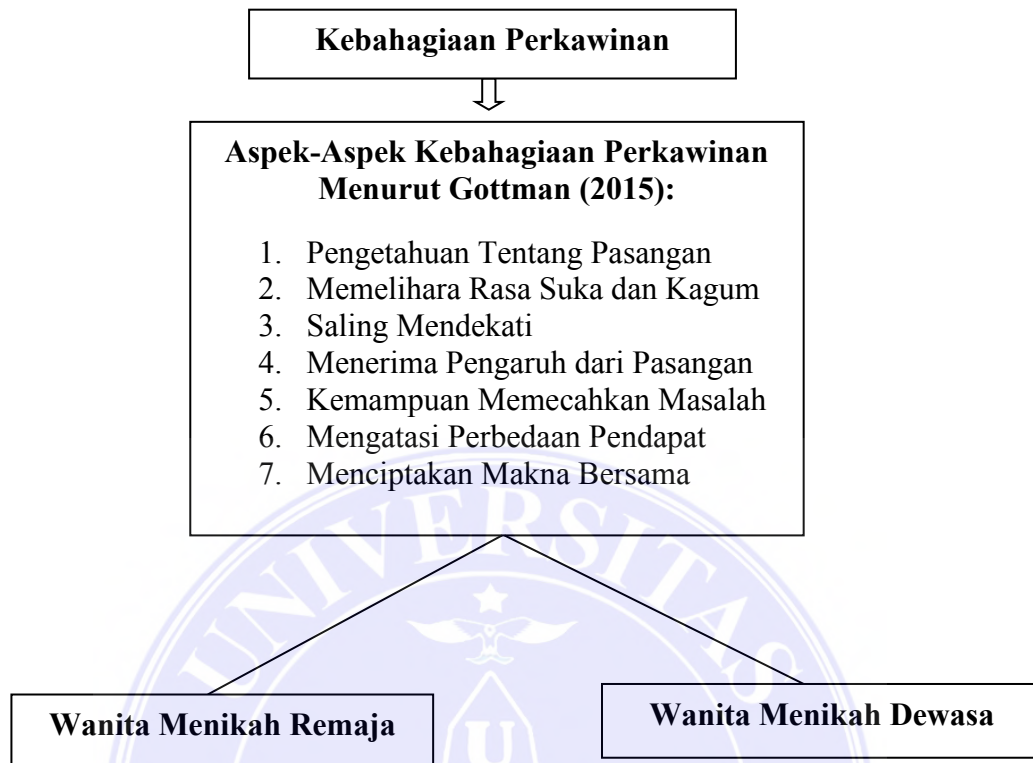 Kebahagiaan Perkawinan
Aspek-Aspek Kebahagiaan Perkawinan
Menurut Gottman (2015):
1. Pengetahuan Tentang Pasangan
2. Memelihara Rasa Suka dan Kagum
3. Saling Mendekati
4. Menerima Pengaruh dari Pasangan
5. Kemampuan Memecahkan Masalah
6. Mengatasi Perbedaan Pendapat
7. Menciptakan Makna Bersama
UNIVERSITAS
Wanita Menikah Remaja
Wanita Menikah Dewasa
U